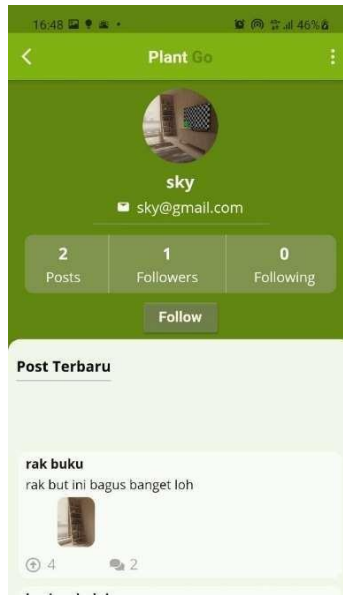 16:48 46%
Plant Go
sky
sky@gmail.com
2 1 0
Posts Followers Following
Follow
Post Terbaru
rak buku
rak but ini bagus banget loh
4 2